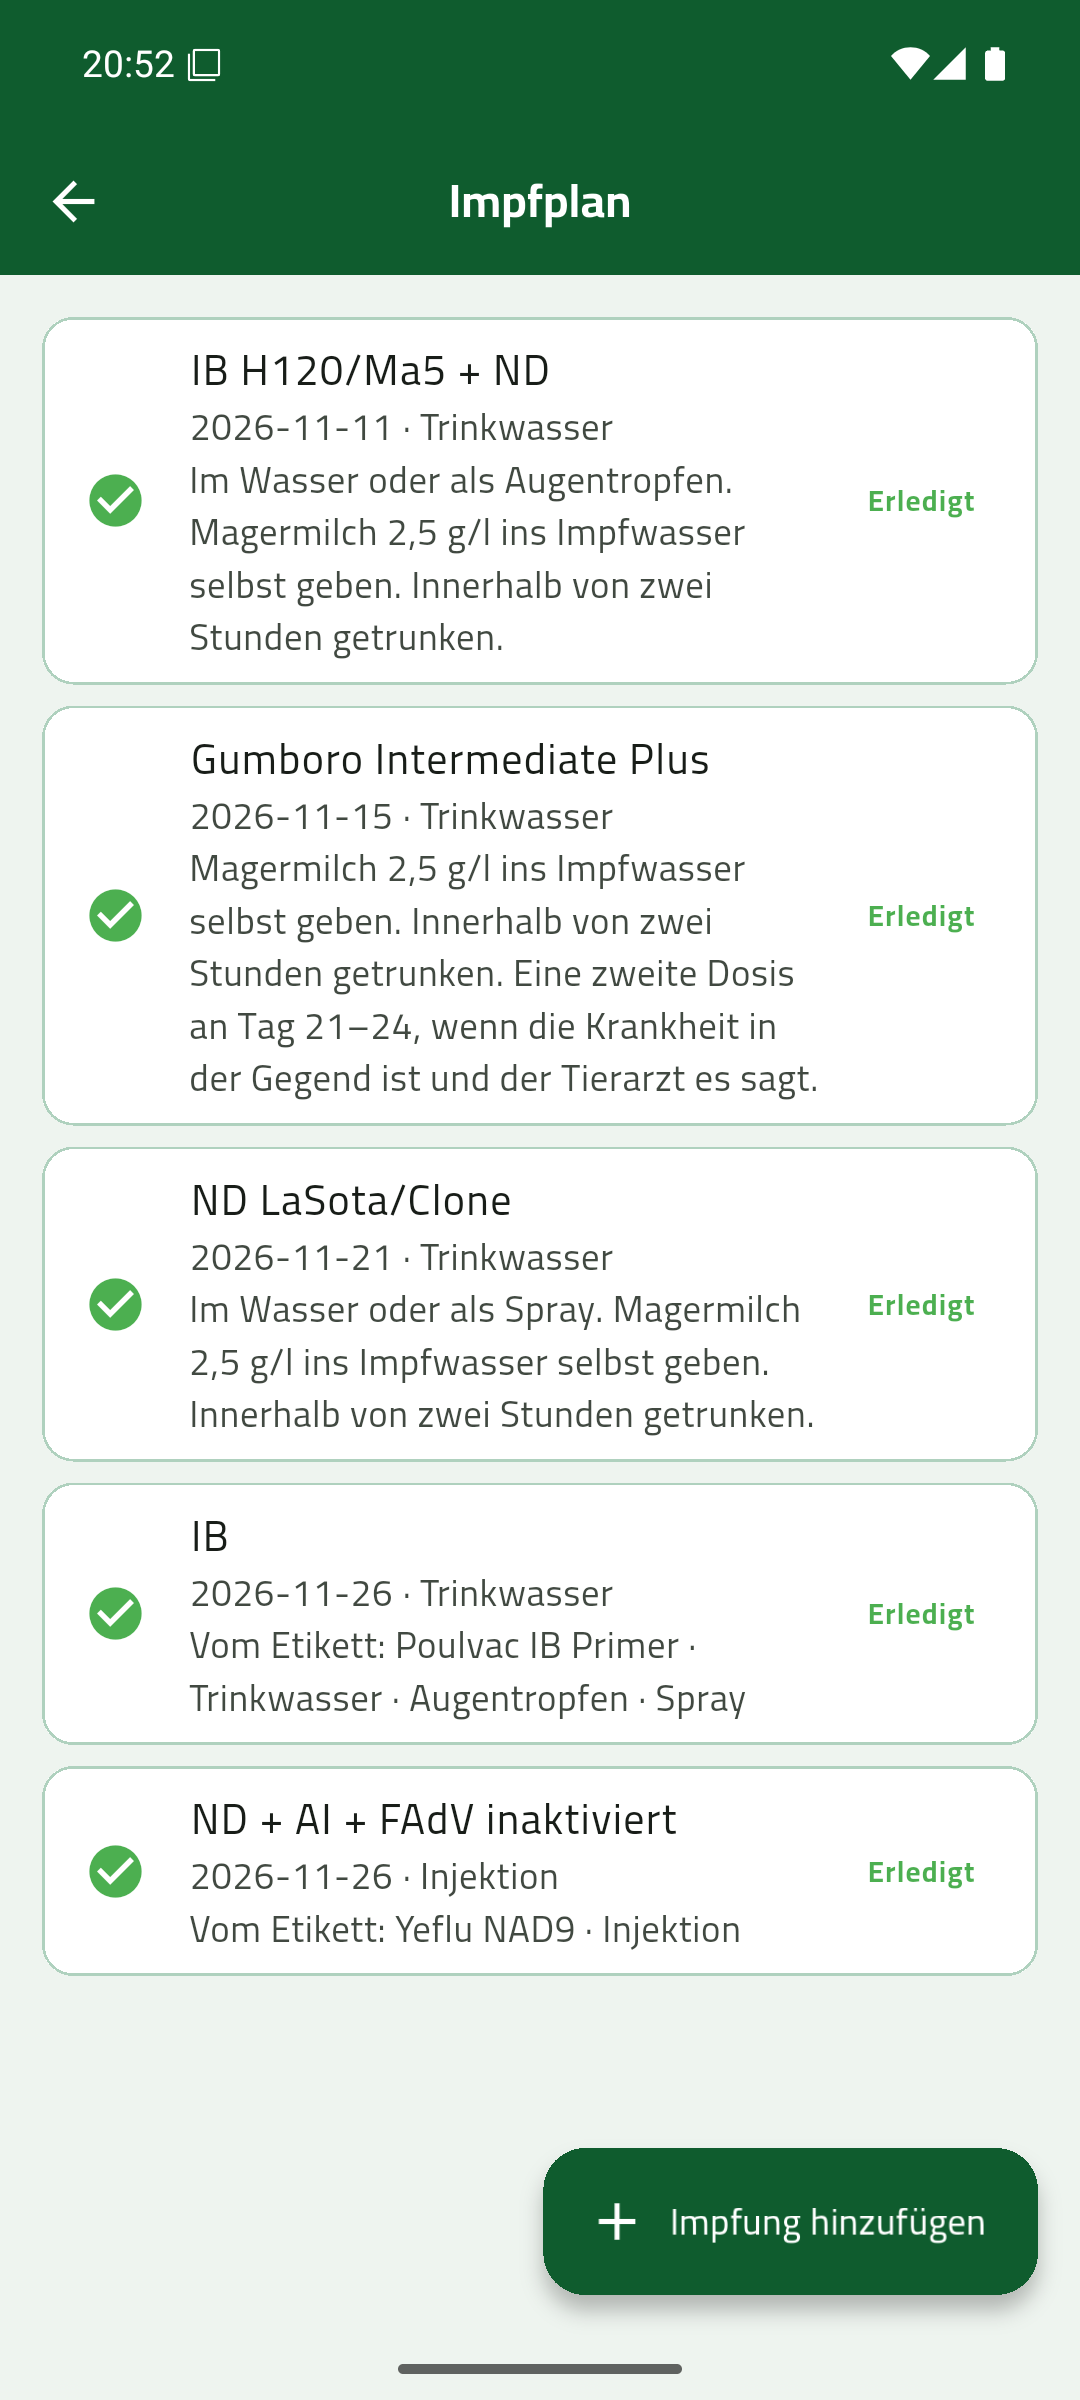 20:52
Impfplan
IB H120/Ma5 + ND
2026-11-11 · Trinkwasser
Im Wasser oder als Augentropfen.
Magermilch 2,5 g/l ins Impfwasser
selbst geben. Innerhalb von zwei
Stunden getrunken.
Erledigt
Gumboro Intermediate Plus
2026-11-15 · Trinkwasser
Magermilch 2,5 g/l ins Impfwasser
selbst geben. Innerhalb von zwei
Stunden getrunken. Eine zweite Dosis
an Tag 21–24, wenn die Krankheit in
der Gegend ist und der Tierarzt es sagt.
Erledigt
ND LaSota/Clone
2026-11-21 · Trinkwasser
Im Wasser oder als Spray. Magermilch
2,5 g/l ins Impfwasser selbst geben.
Innerhalb von zwei Stunden getrunken.
Erledigt
IB
2026-11-26 · Trinkwasser
Vom Etikett: Poulvac IB Primer ·
Trinkwasser · Augentropfen · Spray
Erledigt
ND + AI + FAdV inaktiviert
2026-11-26 · Injektion
Vom Etikett: Yeflu NAD9 · Injektion
Erledigt
Impfung hinzufügen